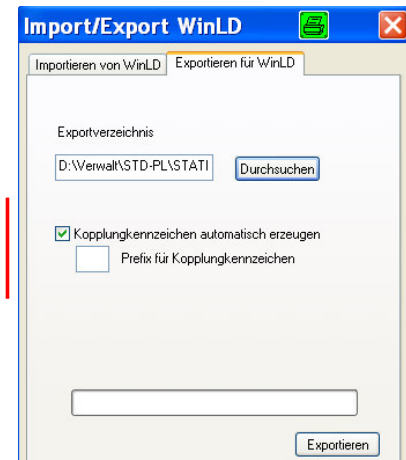 Import/Export WinLD
Importieren von WinLD
Exportieren für WinLD
Exportverzeichnis
D:\Verwalt\STD-PL\STATI
Durchsuchen
Kopplungkennzeichen automatisch erzeugen
Prefix für Kopplungkennzeichen
Exportieren